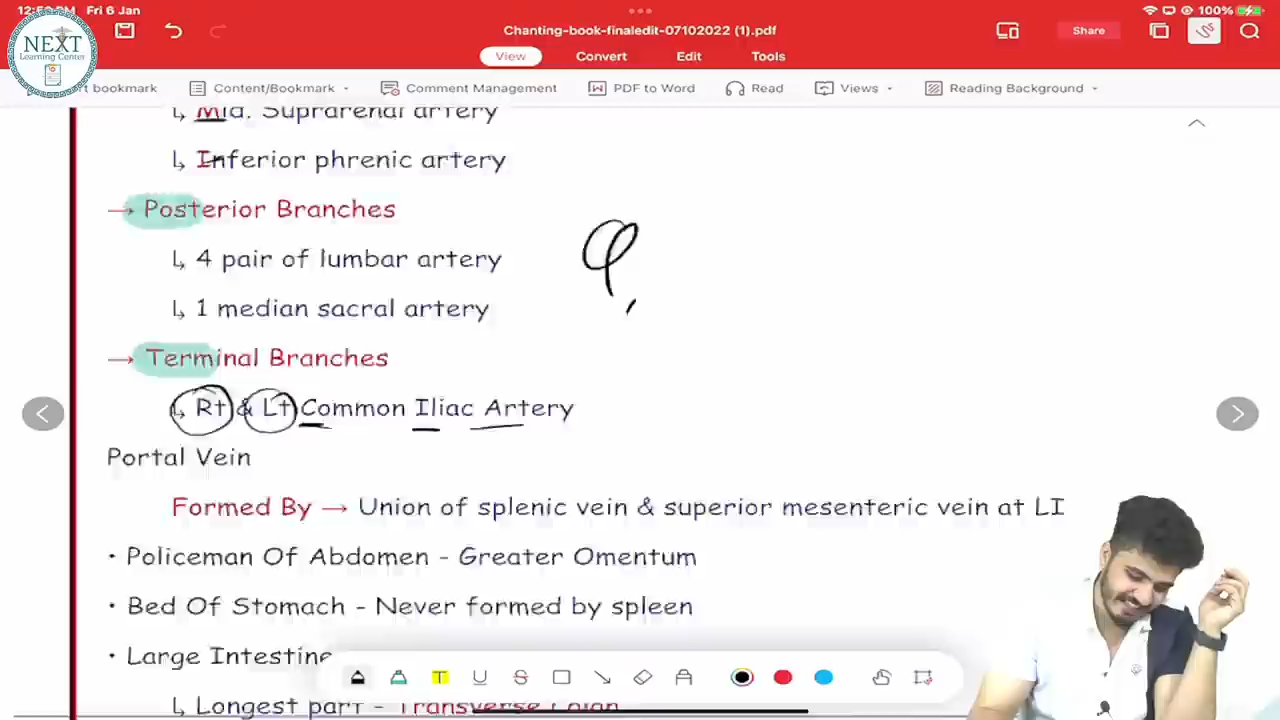 12:58 PM Fri 6 Jan
100%
NEXT
Learning Center
Chanting-book-finaledit-07102022 (1).pdf
Share
View Convert Edit Tools
t bookmark Content/Bookmark Comment Management PDF to Word Read Views Reading Background
↳ Mid. Suprarenal artery
↳ Inferior phrenic artery
→ Posterior Branches
↳ 4 pair of lumbar artery
↳ 1 median sacral artery
→ Terminal Branches
↳ Rt & Lt Common Iliac Artery
Portal Vein
Formed By → Union of splenic vein & superior mesenteric vein at LI
• Policeman Of Abdomen - Greater Omentum
• Bed Of Stomach - Never formed by spleen
• Large Intestine
↳ Longest part - Transverse Colon